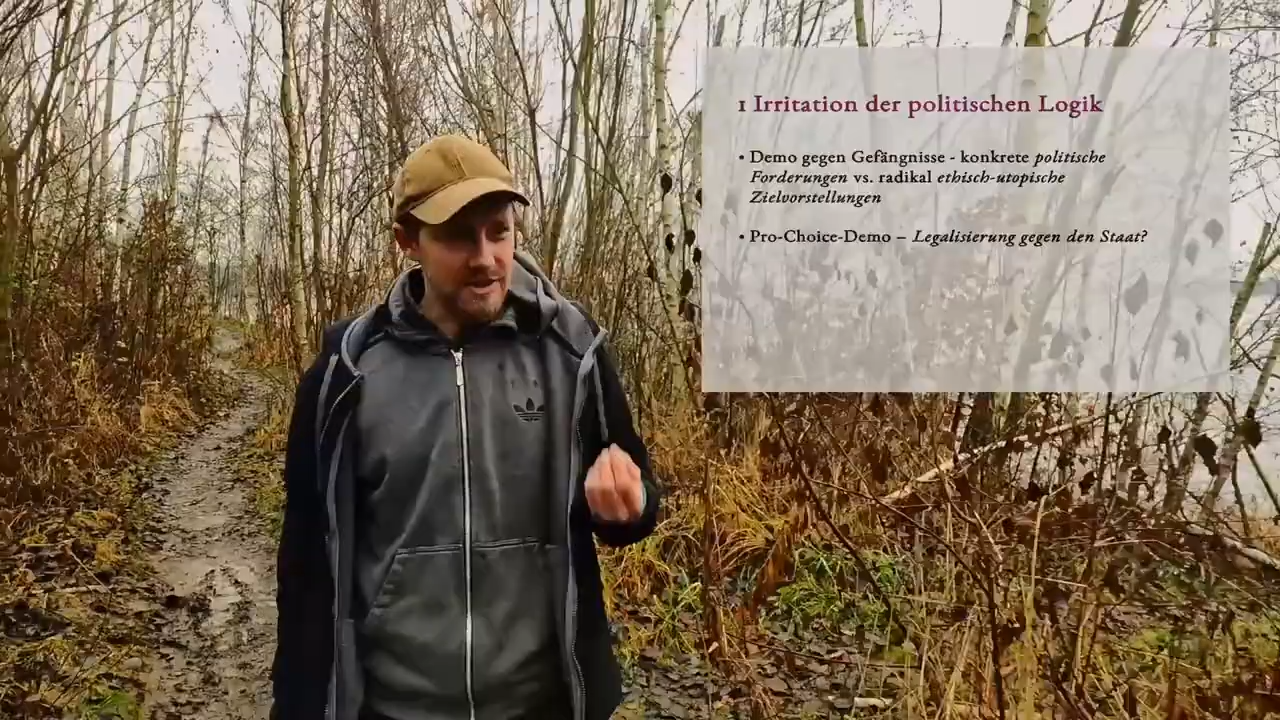 1 Irritation der politischen Logik
• Demo gegen Gefängnisse - konkrete politische
Forderungen vs. radikal ethisch-utopische
Zielvorstellungen
• Pro-Choice-Demo – Legalisierung gegen den Staat?